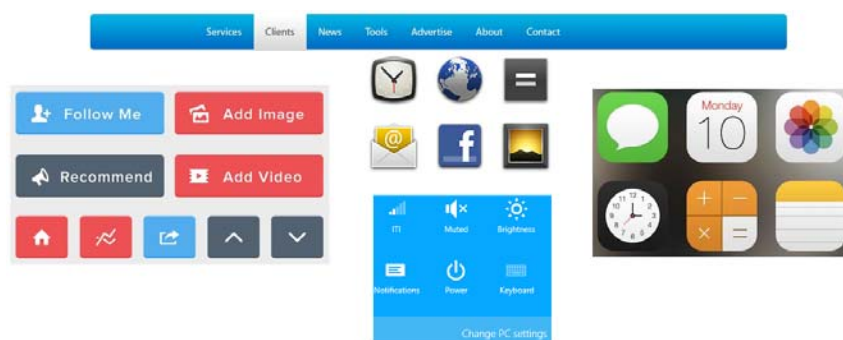 Services Clients News Tools Advertise About Contact
Follow Me Add Image
Recommend Add Video
@
f
Monday
10
ITI Muted Brightness
Notifications Power Keyboard
Change PC settings